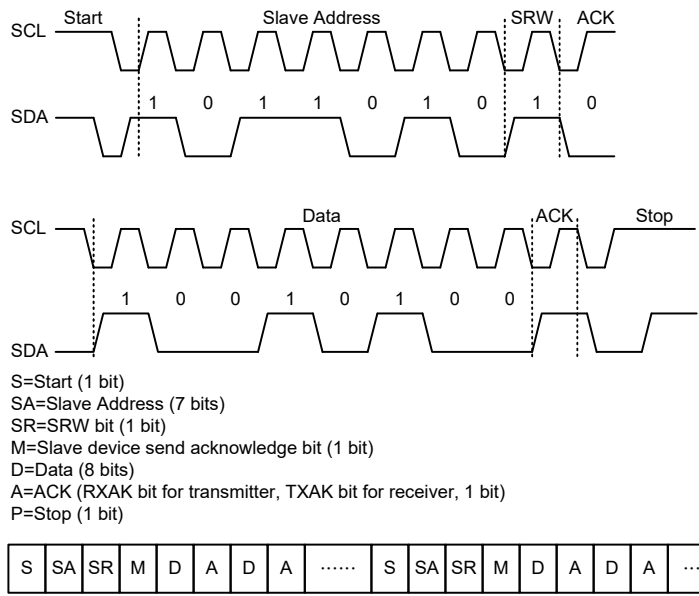 Start Slave Address SRW ACK
SCL
1 0 1 1 0 1 0 1 0
SDA
Data ACK Stop
SCL
1 0 0 1 0 1 0 0
SDA
S=Start (1 bit)
SA=Slave Address (7 bits)
SR=SRW bit (1 bit)
M=Slave device send acknowledge bit (1 bit)
D=Data (8 bits)
A=ACK (RXAK bit for transmitter, TXAK bit for receiver, 1 bit)
P=Stop (1 bit)
S SA SR M D A D A ...... S SA SR M D A D A ...